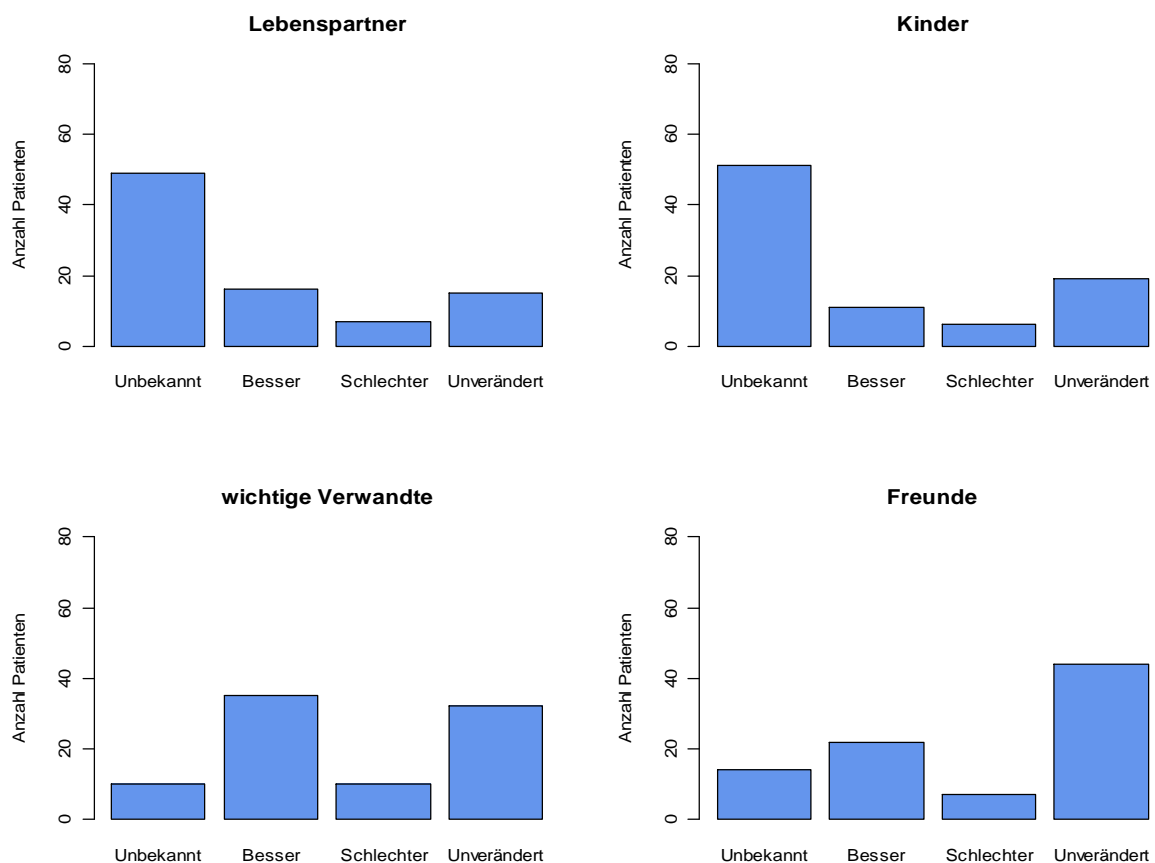 Lebenspartner
Anzahl Patienten
80
60
40
20
0
Unbekannt Besser Schlechter Unverändert
Kinder
Anzahl Patienten
80
60
40
20
0
Unbekannt Besser Schlechter Unverändert
wichtige Verwandte
Anzahl Patienten
80
60
40
20
0
Unbekannt Besser Schlechter Unverändert
Freunde
Anzahl Patienten
80
60
40
20
0
Unbekannt Besser Schlechter Unverändert